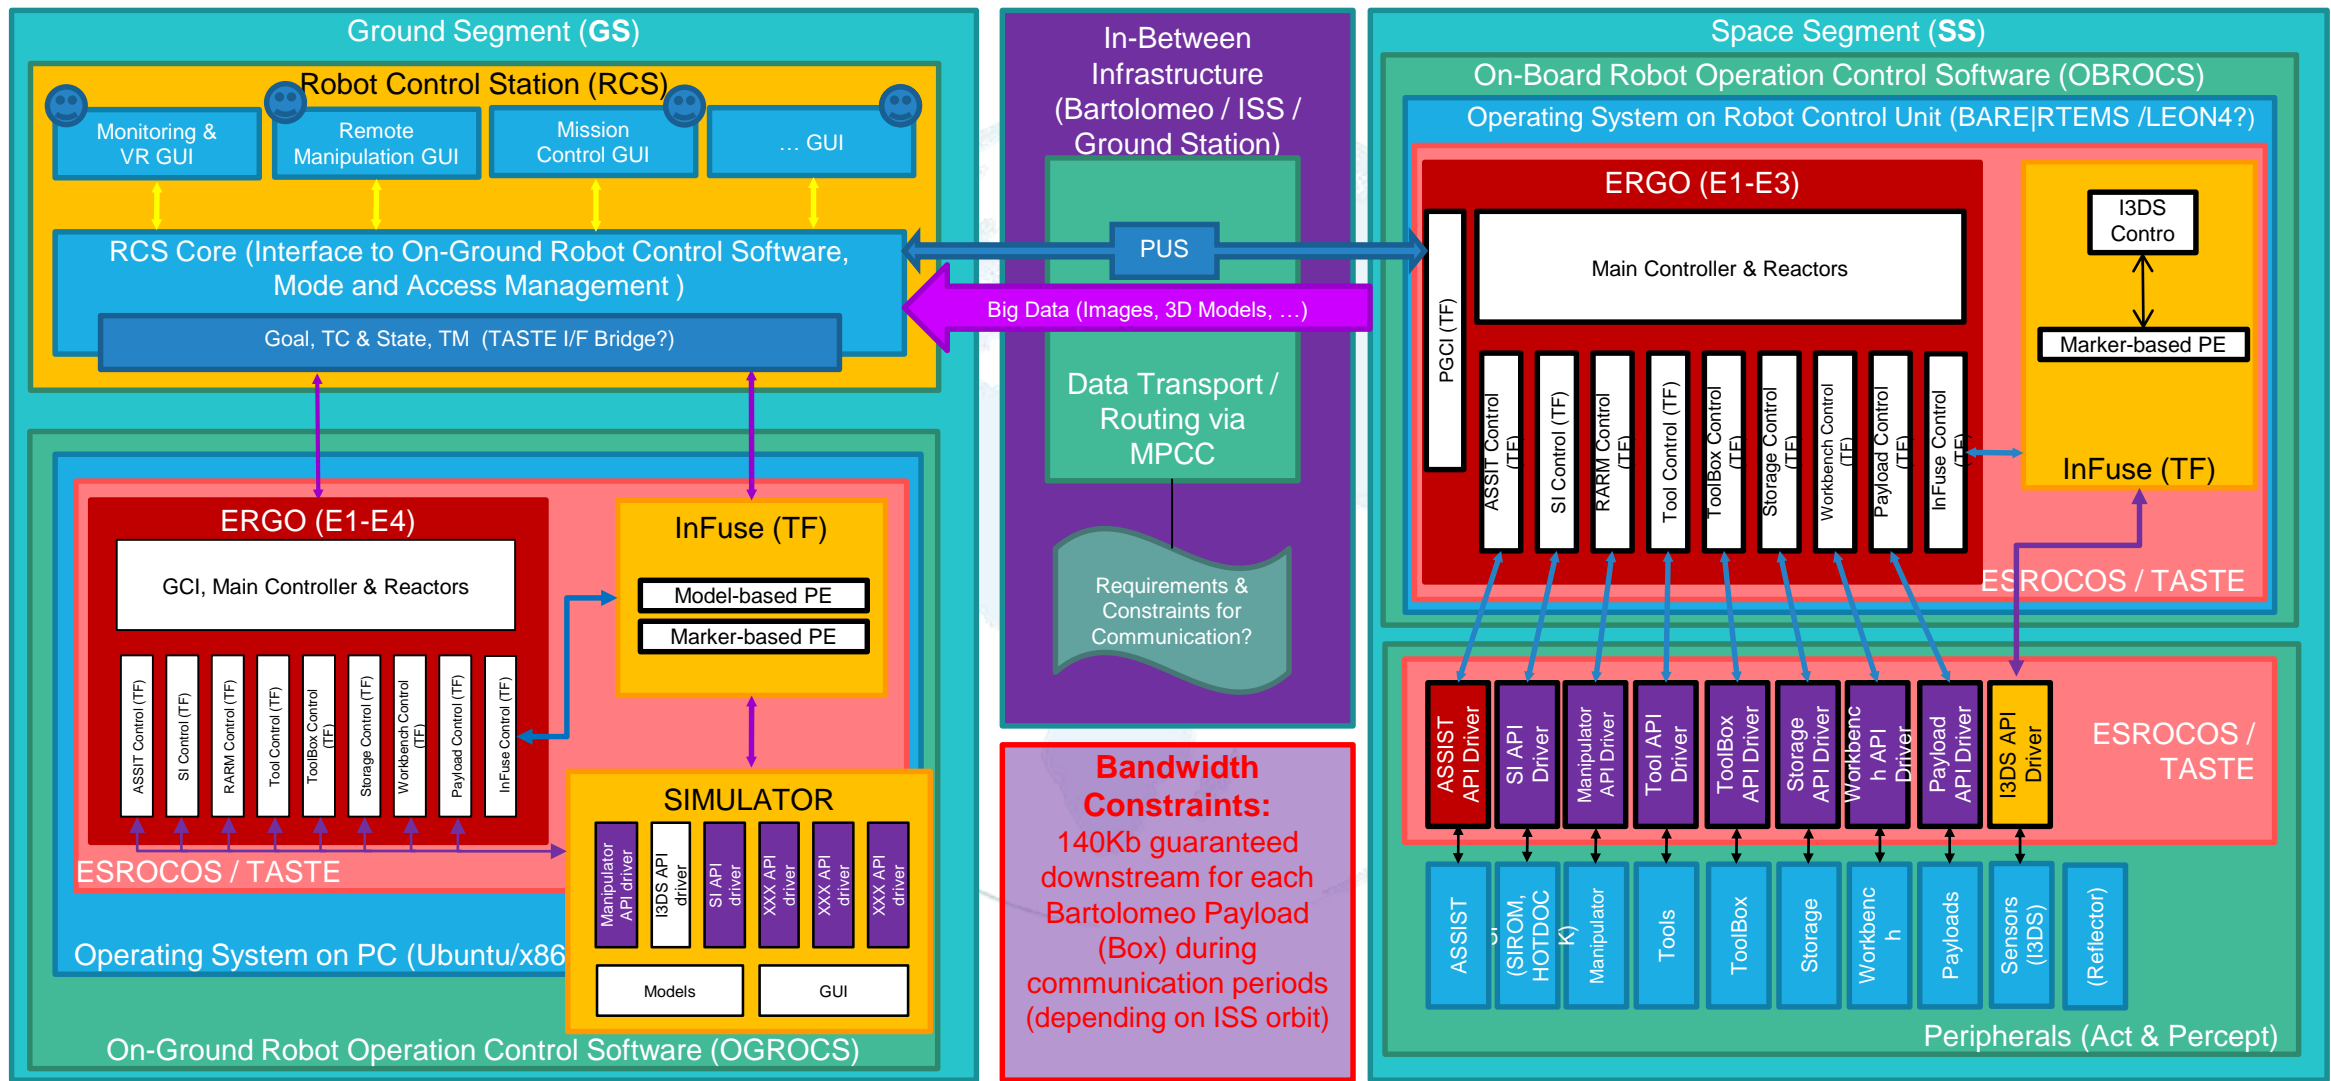 Ground Segment (GS)
Robot Control Station (RCS)
Monitoring &
VR GUI
Remote
Manipulation GUI
Mission
Control GUI
... GUI
RCS Core (Interface to On-Ground Robot Control Software,
Mode and Access Management )
Goal, TC & State, TM  (TASTE I/F Bridge?)
ERGO (E1-E4)
GCI, Main Controller & Reactors
ASSIT Control (TF)
SI Control (TF)
RARM Control (TF)
Tool Control (TF)
ToolBox Control
(TF)
Storage Control (TF)
Workbench Control
(TF)
Payload Control (TF)
InFuse Control (TF)
InFuse (TF)
Model-based PE
Marker-based PE
ESROCOS / TASTE
SIMULATOR
Manipulator
API driver
I3DS API
driver
SI API
driver
XXX API
driver
XXX API
driver
XXX API
driver
Models
GUI
Operating System on PC (Ubuntu/x86
On-Ground Robot Operation Control Software (OGROCS)
In-Between
Infrastructure
(Bartolomeo / ISS /
Ground Station)
PUS
Big Data (Images, 3D Models, ...)
Data Transport /
Routing via
MPCC
Requirements &
Constraints for
Communication?
Bandwidth
Constraints:
140Kb guaranteed
downstream for each
Bartolomeo Payload
(Box) during
communication periods
(depending on ISS orbit)
Space Segment (SS)
On-Board Robot Operation Control Software (OBROCS)
Operating System on Robot Control Unit (BARE|RTEMS /LEON4?)
ERGO (E1-E3)
PGCI (TF)
Main Controller & Reactors
ASSIT Control
(TF)
SI Control (TF)
RARM Control
(TF)
Tool Control (TF)
ToolBox Control
(TF)
Storage Control
(TF)
Workbench Control
(TF)
Payload Control
(TF)
InFuse Control
(TF)
I3DS
Contro
Marker-based PE
InFuse (TF)
ESROCOS / TASTE
ASSIST
API Driver
SI API
Driver
Manipulator
API Driver
Tool API
Driver
ToolBox
API Driver
Storage
API Driver
Workbenc
h API
Driver
Payload
API Driver
I3DS API
Driver
ESROCOS /
TASTE
ASSIST
(SIROM,
HOTDOC
K)
Manipulator
Tools
ToolBox
Storage
Workbenc
h
Payloads
Sensors
(I3DS)
(Reflector)
Peripherals (Act & Percept)